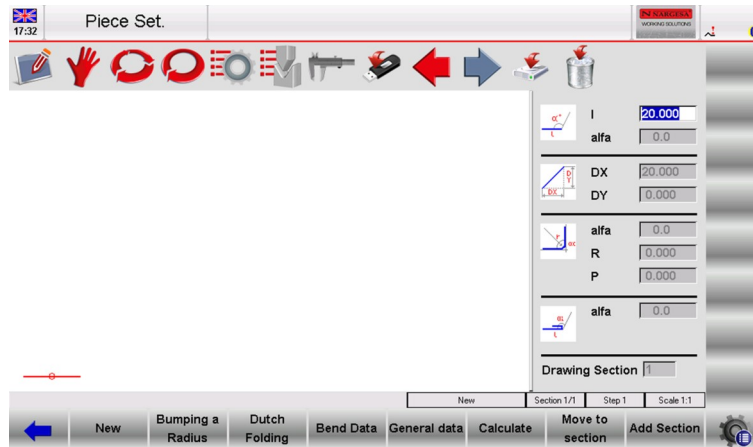 17:32
Piece Set.
N NARGESA
WORKING SOLUTIONS
α°
l
l 20.000
alfa 0.0
DX
DY
DX 20.000
DY 0.000
r
α
alfa 0.0
R 0.000
P 0.000
α
l
alfa 0.0
Drawing Section 1
New
Section 1/1
Step 1
Scale 1:1
New
Bumping a Radius
Dutch Folding
Bend Data
General data
Calculate
Move to section
Add Section